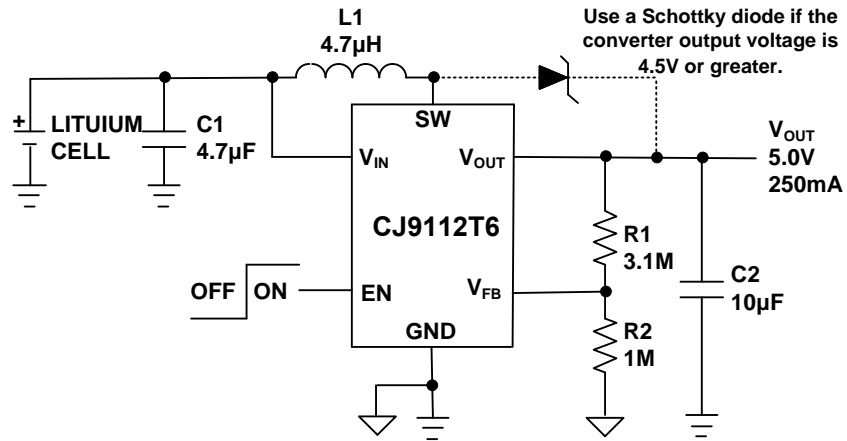 L1
4.7µH
Use a Schottky diode if the
converter output voltage is
4.5V or greater.
+
LITUIUM
CELL
C1
4.7µF
SW
VIN
VOUT
VOUT
5.0V
250mA
CJ9112T6
R1
3.1M
C2
10µF
OFF
ON
EN
VFB
GND
R2
1M